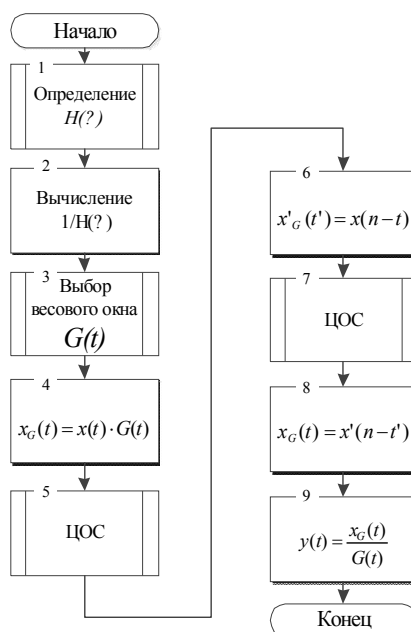 Начало
1
Определение
H(?)
2
Вычисление
1/H(?)
3
Выбор
весового окна
G(t)
4
x_G(t) = x(t) · G(t)
5
ЦОС
6
x'_G(t') = x(n − t)
7
ЦОС
8
x_G(t) = x'(n − t')
9
y(t) = x_G(t) / G(t)
Конец